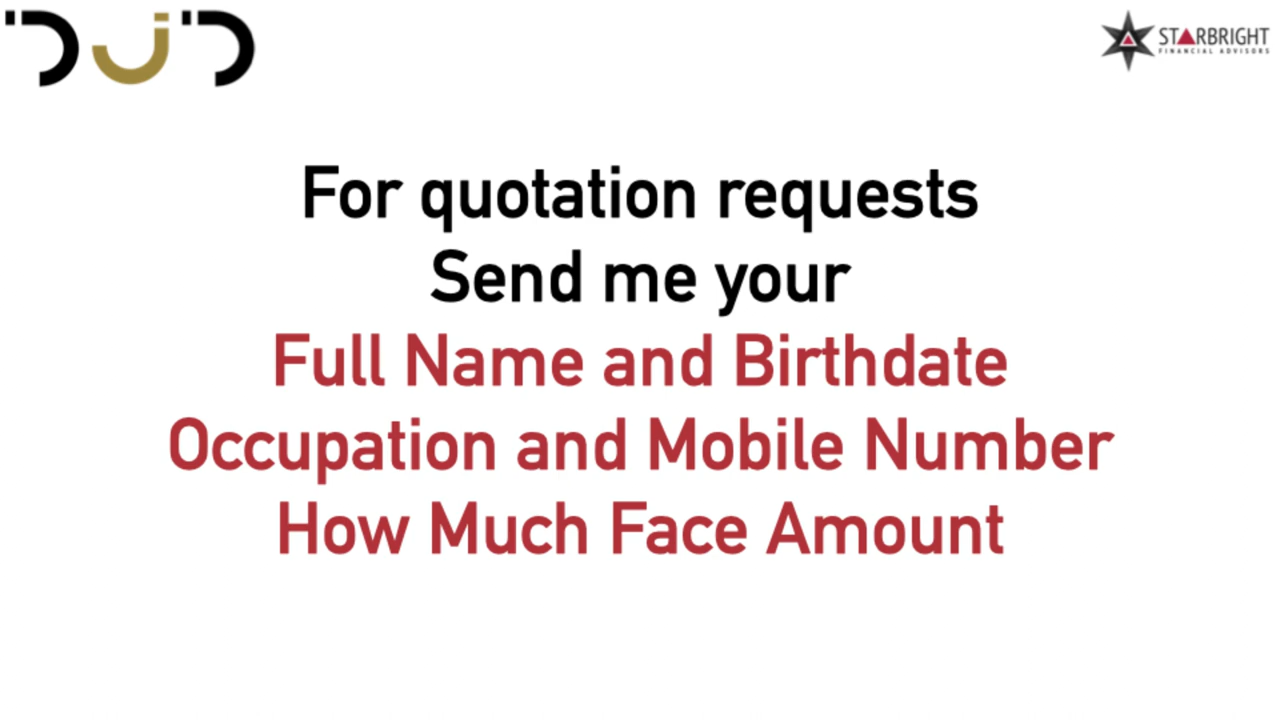 DJD
STARBRIGHT
FINANCIAL ADVISORS
For quotation requests
Send me your
Full Name and Birthdate
Occupation and Mobile Number
How Much Face Amount